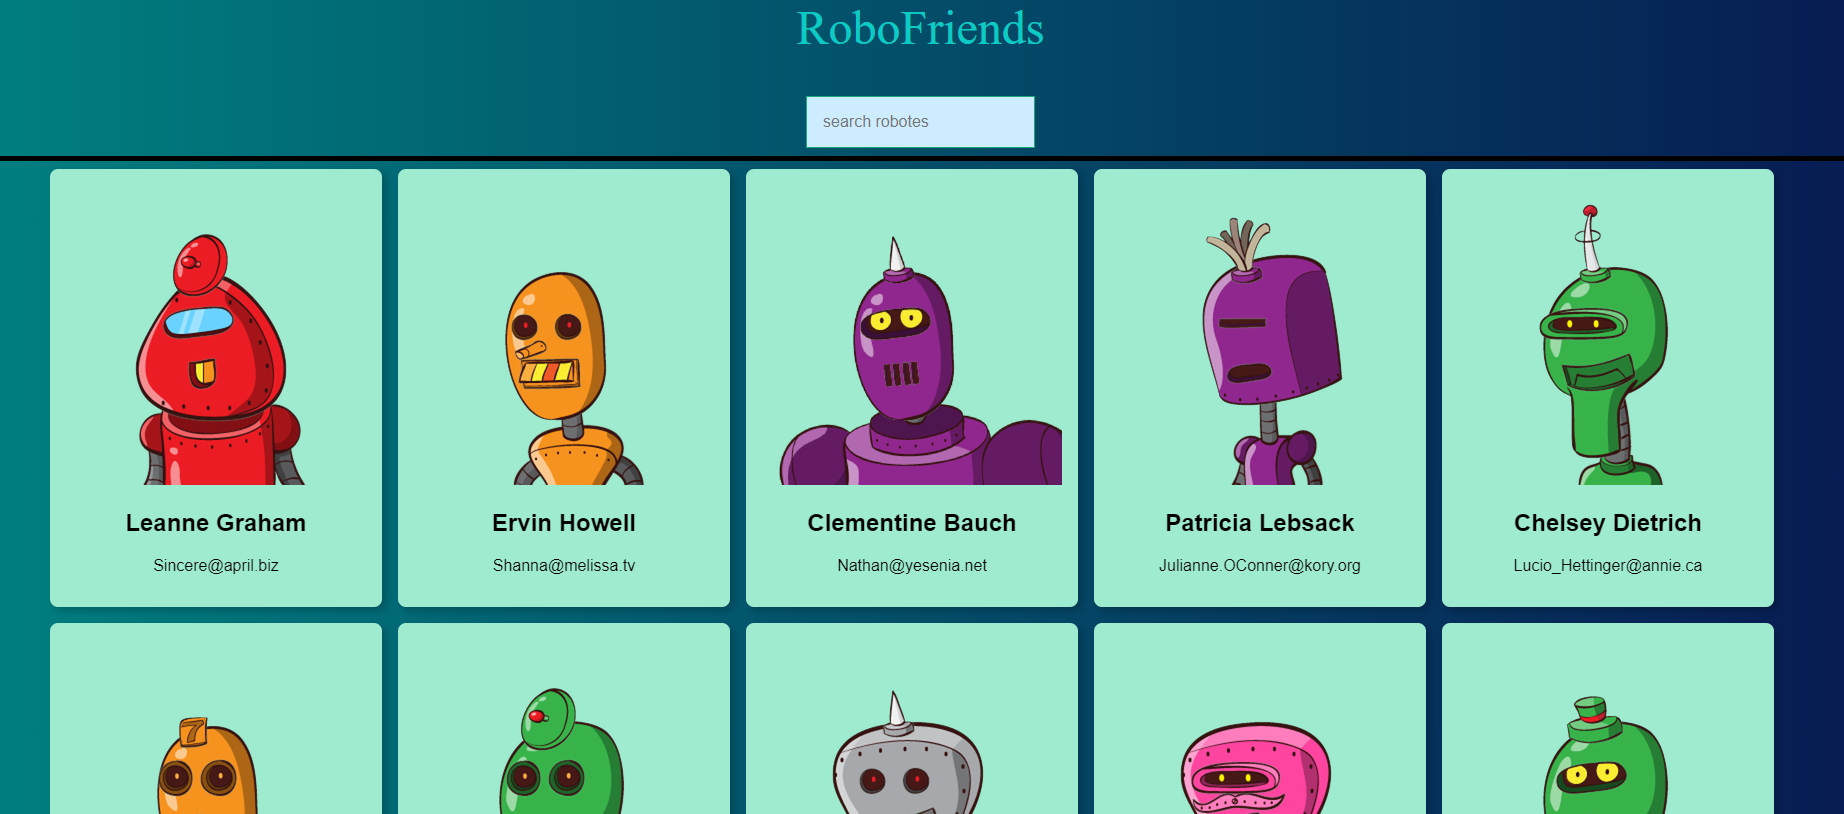 RoboFriends
search robotes
Leanne Graham
Sincere@april.biz
Ervin Howell
Shanna@melissa.tv
Clementine Bauch
Nathan@yesenia.net
Patricia Lebsack
Julianne.OConner@kory.org
Chelsey Dietrich
Lucio_Hettinger@annie.ca
7